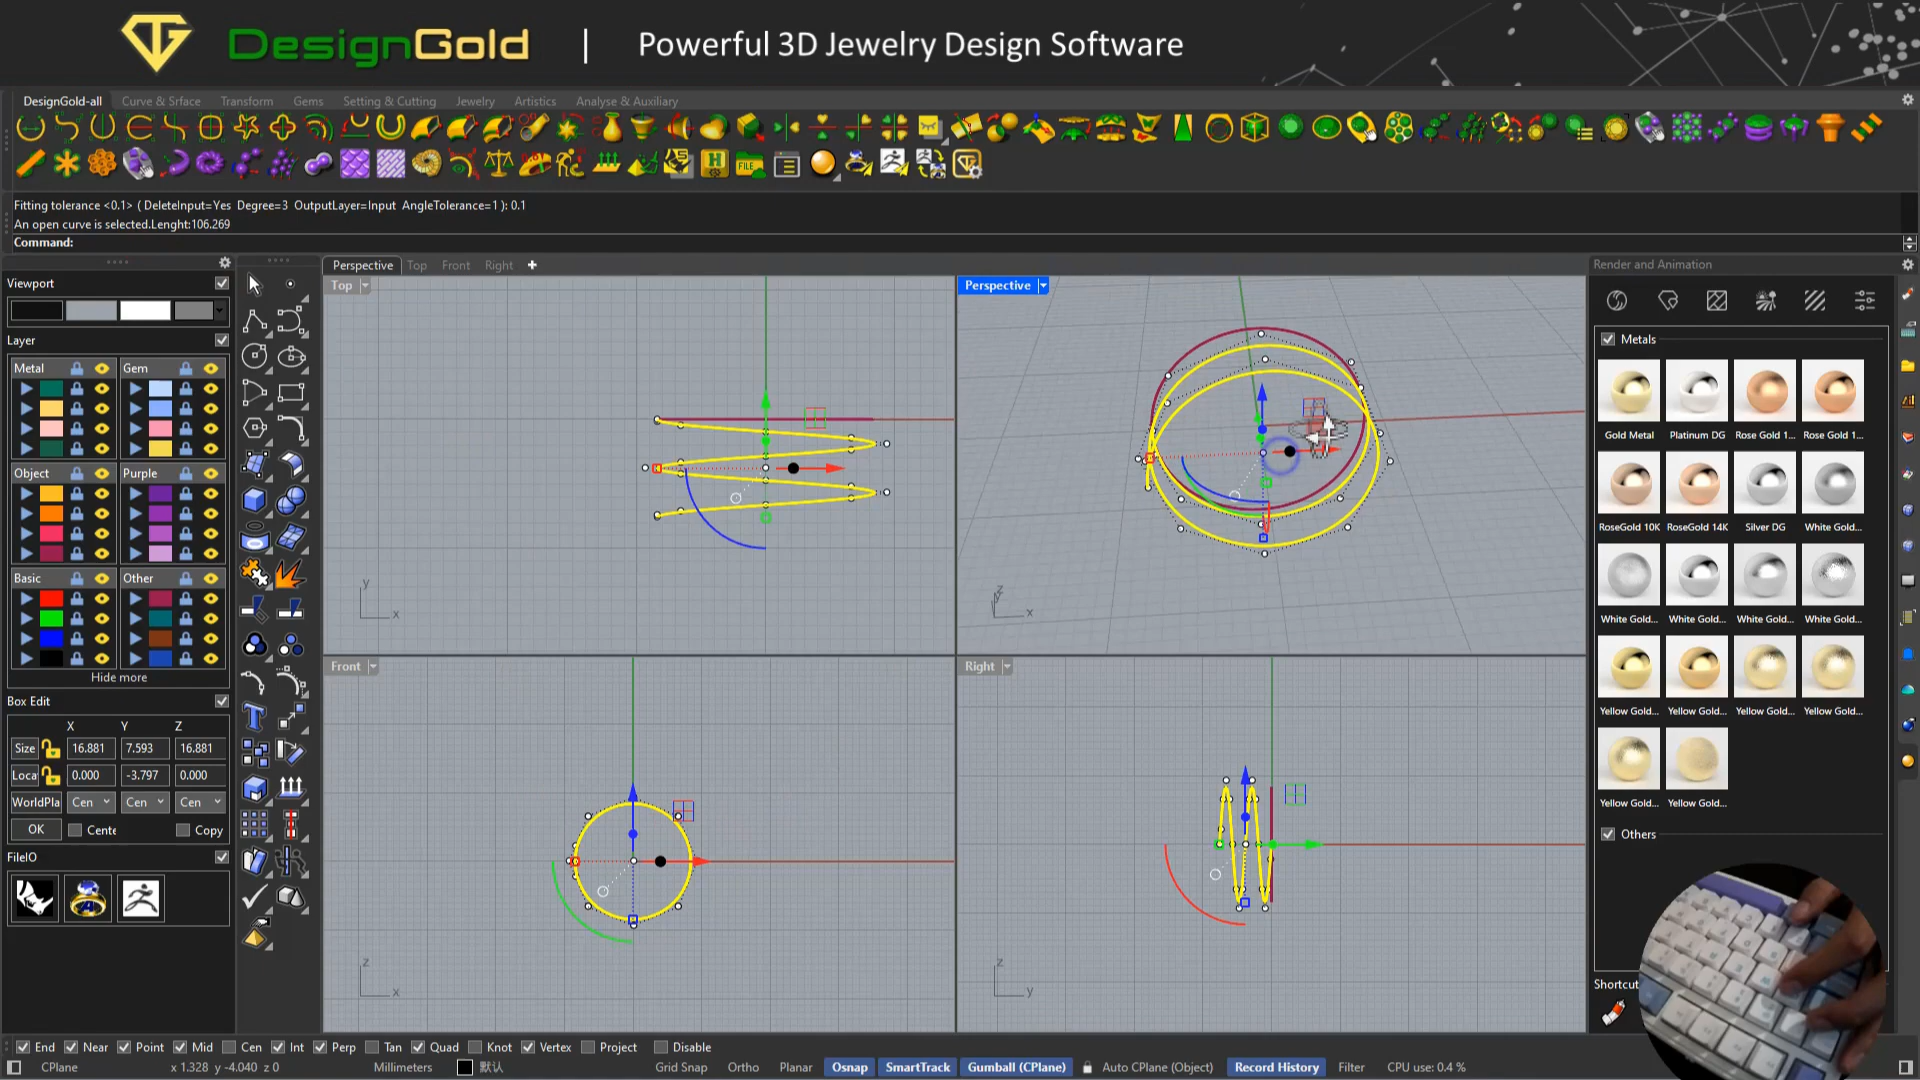 DesignGold | Powerful 3D Jewelry Design Software
DesignGold-all Curve & Srface Transform Gems Setting & Cutting Jewelry Artistics Analyse & Auxiliary
Fitting tolerance <0.1> ( DeleteInput=Yes Degree=3 OutputLayer=Input AngleTolerance=1 ): 0.1
An open curve is selected.Lenght:106.269
Command:
Viewport
Perspective Top Front Right
Render and Animation
Top
Perspective
Layer
Metals
Metal Gem
Gold Metal Platinum DG Rose Gold 1... Rose Gold 1...
Object Purple
RoseGold 10K RoseGold 14K Silver DG White Gold...
Basic Other
y
x
z
x
White Gold... White Gold... White Gold... White Gold...
Hide more
Front
Right
Box Edit
Yellow Gold... Yellow Gold... Yellow Gold... Yellow Gold...
X Y Z
Size 16.881 7.593 16.881
Loca 0.000 -3.797 0.000
WorldPla Cen Cen Cen
Yellow Gold... Yellow Gold...
OK Cente Copy
Others
FileIO
FILE
z
x
z
y
Shortcut
End Near Point Mid Cen Int Perp Tan Quad Knot Vertex Project Disable
CPlane x 1.328 y -4.040 z 0 Millimeters 默认 Grid Snap Ortho Planar Osnap SmartTrack Gumball (CPlane) Auto CPlane (Object) Record History Filter CPU use: 0.4 %